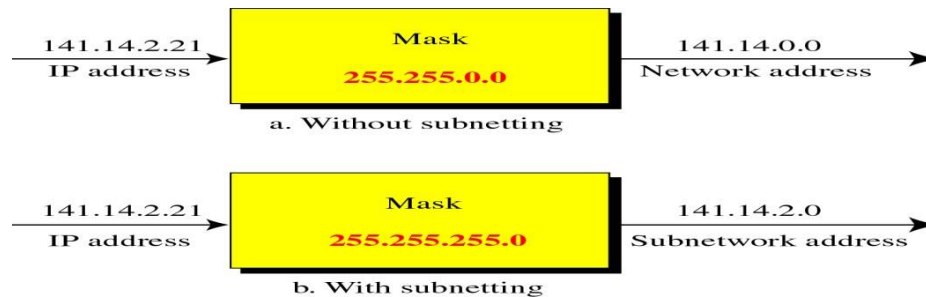 141.14.2.21
IP address
Mask
255.255.0.0
141.14.0.0
Network address
a. Without subnetting
141.14.2.21
IP address
Mask
255.255.255.0
141.14.2.0
Subnetwork address
b. With subnetting